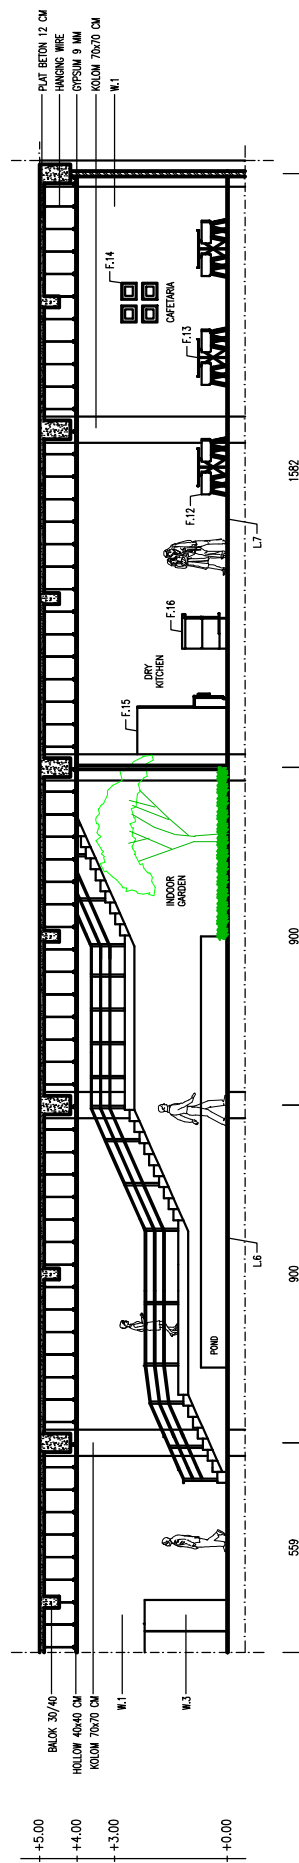 PLAT BETON 12 CM
HANGING WIRE
GYPSUM 9 MM
KOLOM 70x70 CM
W.1
F.14
CAFETARIA
F.13
F.12
L.7
F.16
DRY
KITCHEN
F.15
INDOOR
GARDEN
POND
L.6
BALOK 30/40
HOLLOW 40x40 CM
KOLOM 70x70 CM
W.1
W.3
+5.00
+4.00
+3.00
+0.00
559
900
900
1582